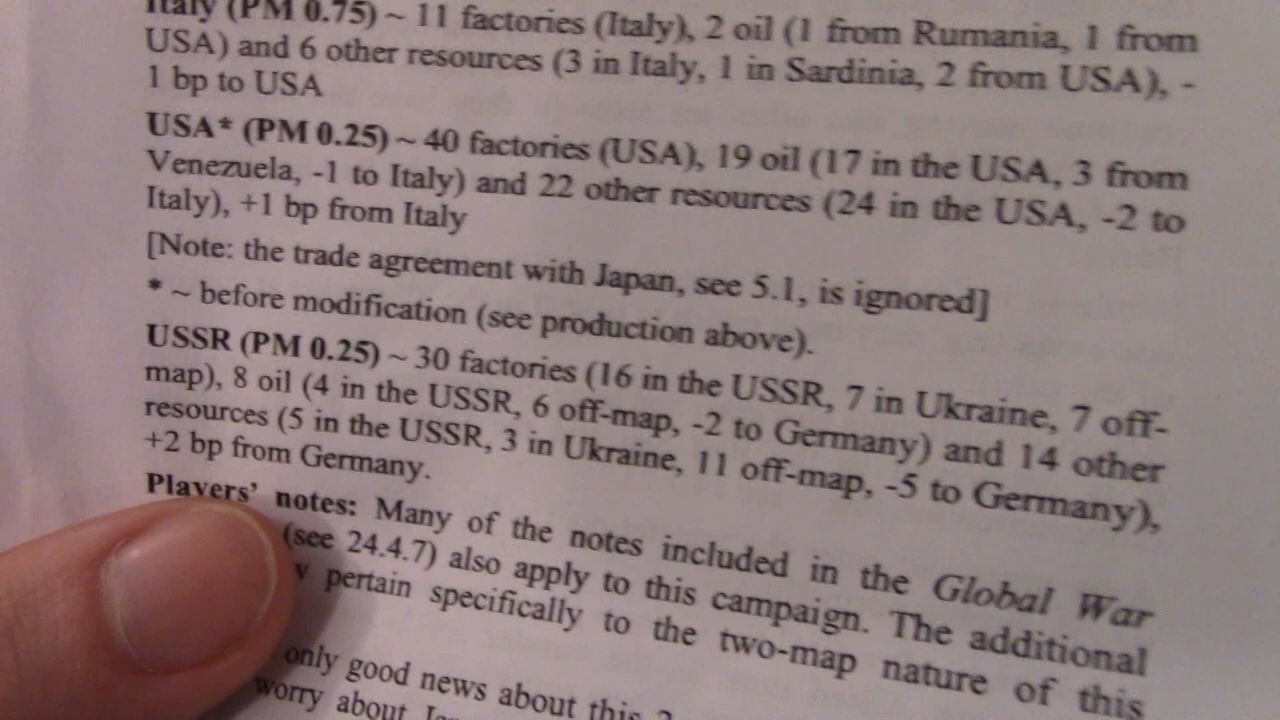 Italy (PM 0.75) ~ 11 factories (Italy), 2 oil (1 from Rumania, 1 from
USA) and 6 other resources (3 in Italy, 1 in Sardinia, 2 from USA), -
1 bp to USA
USA* (PM 0.25) ~ 40 factories (USA), 19 oil (17 in the USA, 3 from
Venezuela, -1 to Italy) and 22 other resources (24 in the USA, -2 to
Italy), +1 bp from Italy
[Note: the trade agreement with Japan, see 5.1, is ignored]
* ~ before modification (see production above).
USSR (PM 0.25) ~ 30 factories (16 in the USSR, 7 in Ukraine, 7 off-
map), 8 oil (4 in the USSR, 6 off-map, -2 to Germany) and 14 other
resources (5 in the USSR, 3 in Ukraine, 11 off-map, -5 to Germany),
+2 bp from Germany.
Players' notes: Many of the notes included in the Global War
(see 24.4.7) also apply to this campaign. The additional
pertain specifically to the two-map nature of this
only good news about this
worry about